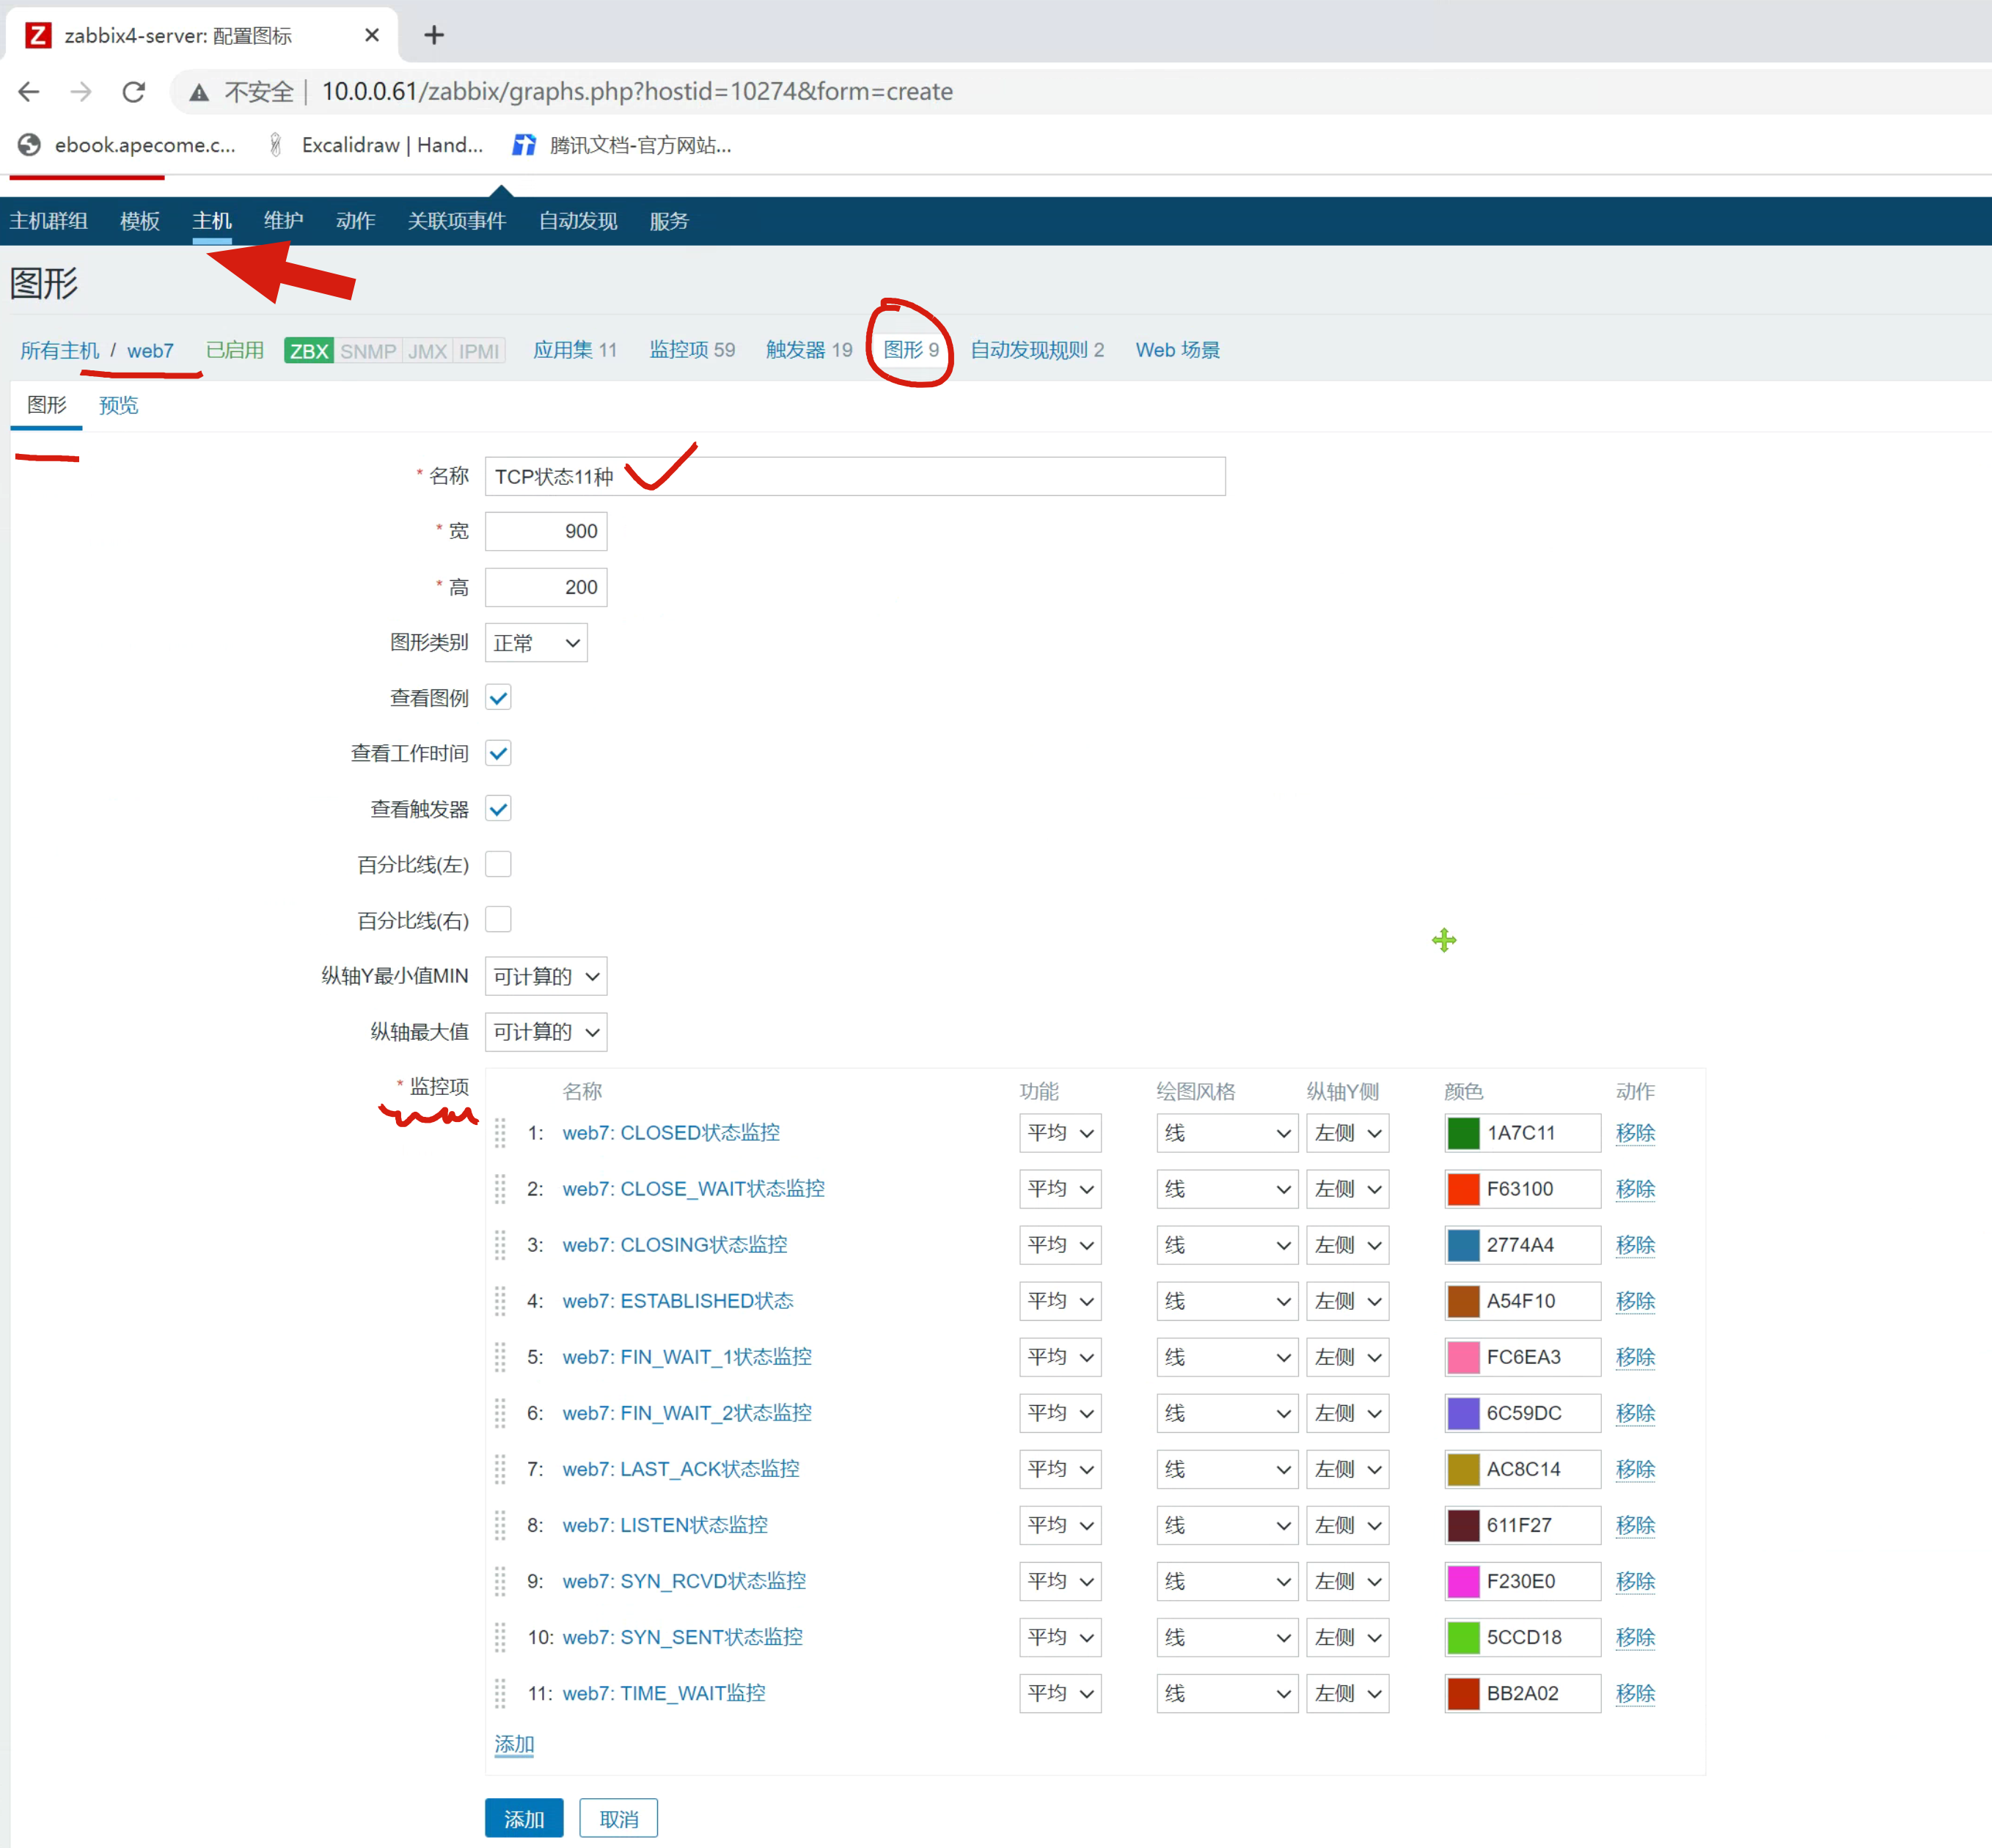 Z zabbix4-server: 配置图标
不安全 10.0.0.61/zabbix/graphs.php?hostid=10274&form=create
ebook.apecome.c... Excalidraw | Hand... 腾讯文档-官方网站...
主机群组 模板 主机 维护 动作 关联项事件 自动发现 服务
图形
所有主机 / web7 已启用 ZBX SNMP JMX IPMI 应用集 11 监控项 59 触发器 19 图形 9 自动发现规则 2 Web 场景
图形 预览
* 名称 TCP状态11种
* 宽 900
* 高 200
图形类别 正常
查看图例
查看工作时间
查看触发器
百分比线(左)
百分比线(右)
纵轴Y最小值MIN 可计算的
纵轴最大值 可计算的
* 监控项 名称 功能 绘图风格 纵轴Y侧 颜色 动作
1: web7: CLOSED状态监控 平均 线 左侧 1A7C11 移除
2: web7: CLOSE_WAIT状态监控 平均 线 左侧 F63100 移除
3: web7: CLOSING状态监控 平均 线 左侧 2774A4 移除
4: web7: ESTABLISHED状态 平均 线 左侧 A54F10 移除
5: web7: FIN_WAIT_1状态监控 平均 线 左侧 FC6EA3 移除
6: web7: FIN_WAIT_2状态监控 平均 线 左侧 6C59DC 移除
7: web7: LAST_ACK状态监控 平均 线 左侧 AC8C14 移除
8: web7: LISTEN状态监控 平均 线 左侧 611F27 移除
9: web7: SYN_RCVD状态监控 平均 线 左侧 F230E0 移除
10: web7: SYN_SENT状态监控 平均 线 左侧 5CCD18 移除
11: web7: TIME_WAIT监控 平均 线 左侧 BB2A02 移除
添加
添加 取消